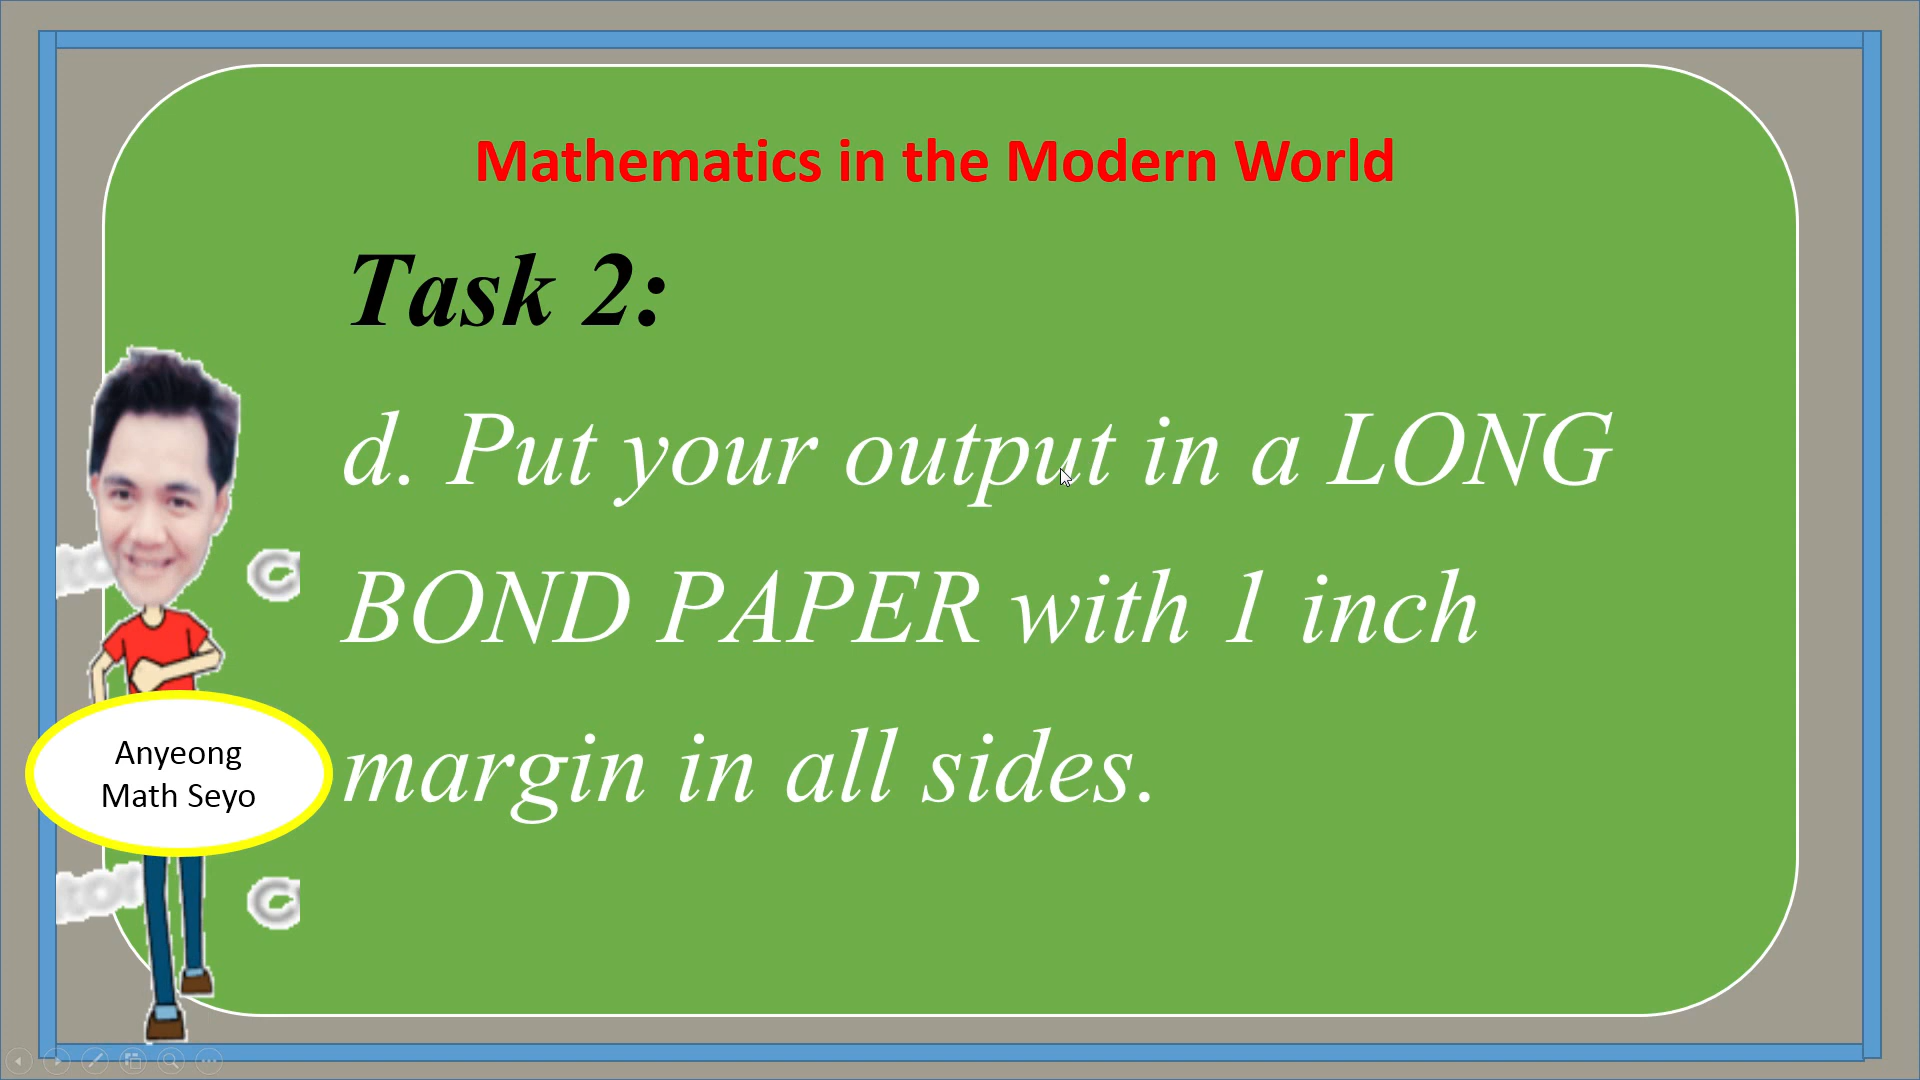 Mathematics in the Modern World
Task 2:
d. Put your output in a LONG
BOND PAPER with 1 inch
margin in all sides.
Anyeong
Math Seyo